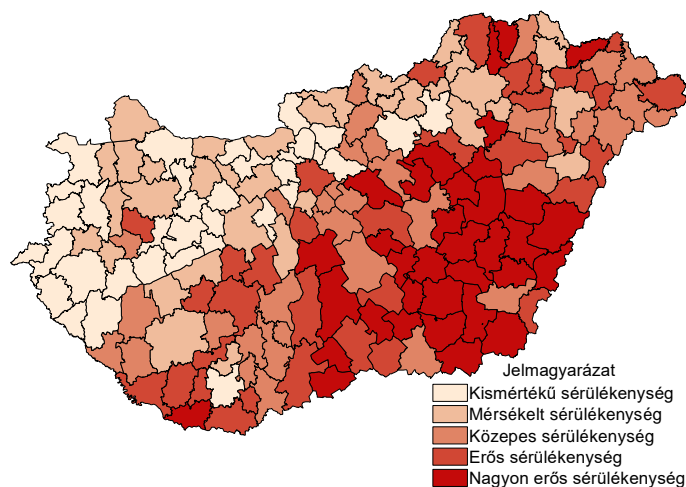 Jelmagyarázat
Kismértékű sérülékenység
Mérsékelt sérülékenység
Közepes sérülékenység
Erős sérülékenység
Nagyon erős sérülékenység